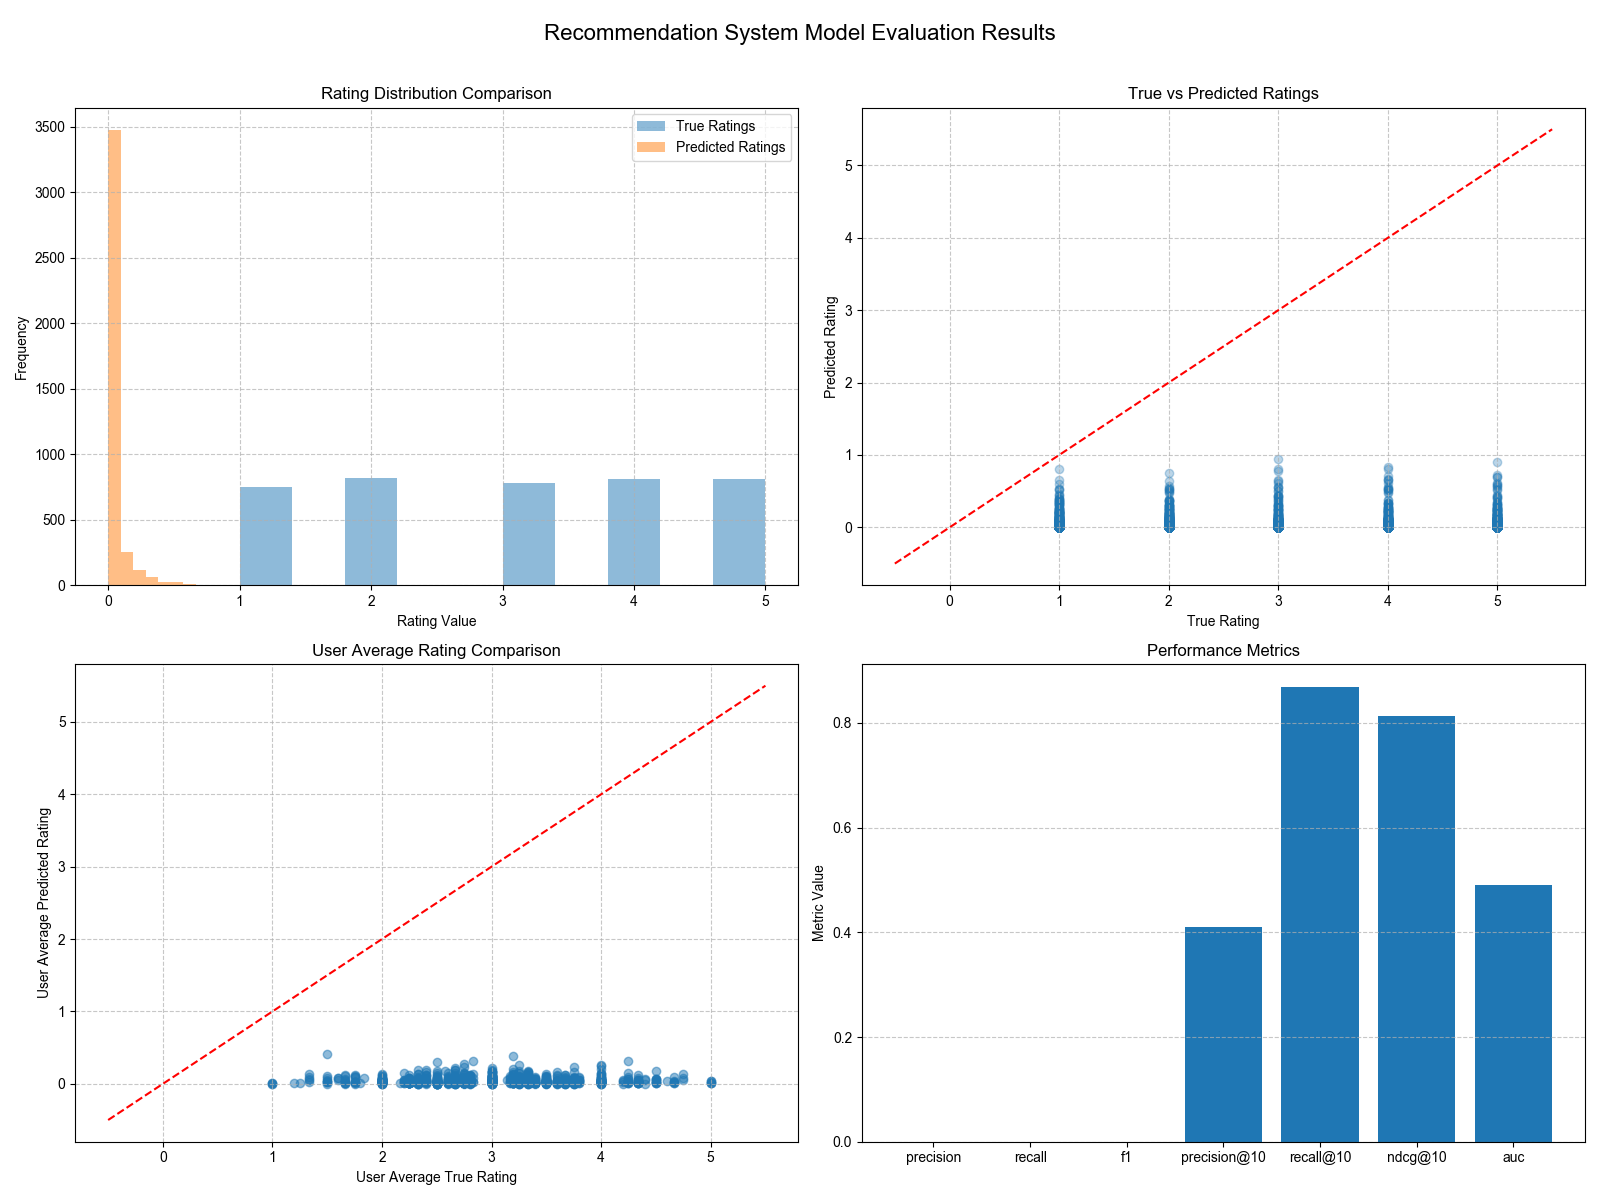 Recommendation System Model Evaluation Results
Rating Distribution Comparison
3500
3000
2500
2000
1500
1000
500
0
Frequency
True Ratings
Predicted Ratings
0 1 2 3 4 5
Rating Value
True vs Predicted Ratings
5
4
3
2
1
0
Predicted Rating
0 1 2 3 4 5
True Rating
User Average Rating Comparison
5
4
3
2
1
0
User Average Predicted Rating
0 1 2 3 4 5
User Average True Rating
Performance Metrics
0.8
0.6
0.4
0.2
0.0
Metric Value
precision recall f1 precision@10 recall@10 ndcg@10 auc